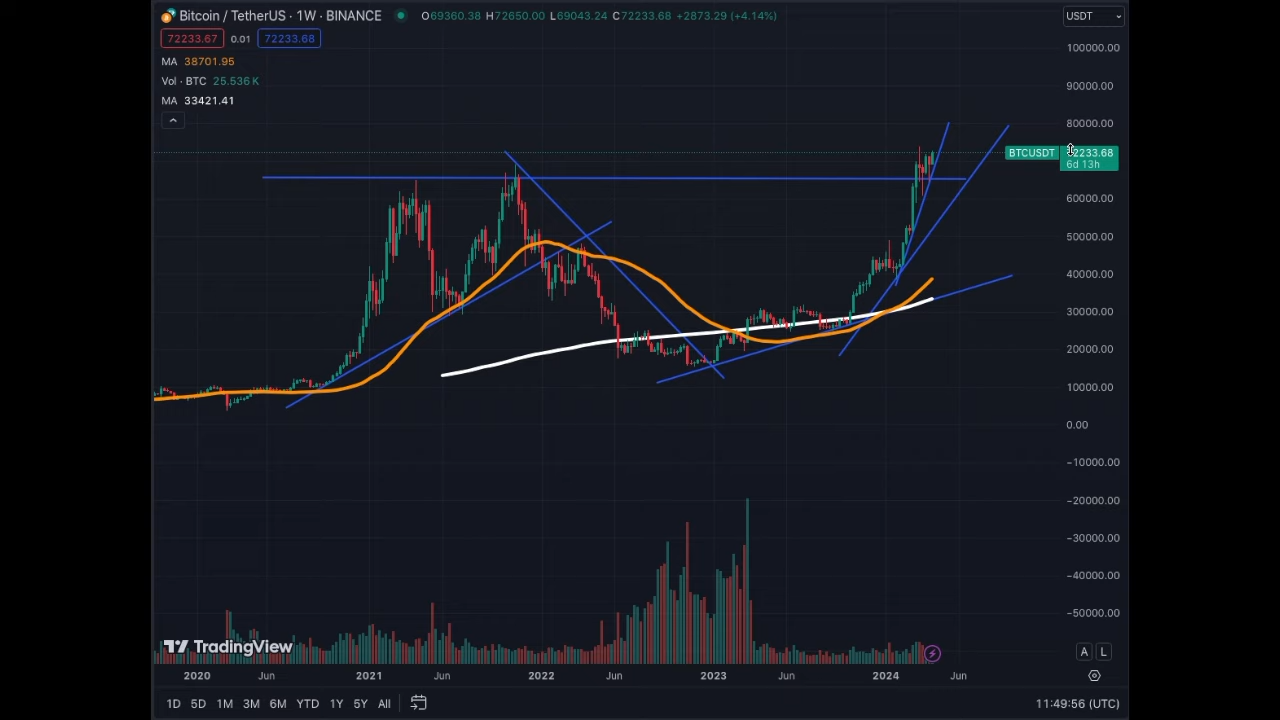 Bitcoin / TetherUS · 1W · BINANCE O69360.38 H72650.00 L69043.24 C72233.68 +2873.29 (+4.14%)
USDT
72233.67 0.01 72233.68
MA 38701.95
Vol · BTC 25.536 K
MA 33421.41
100000.00
90000.00
80000.00
BTCUSDT 2233.68
6d 13h
60000.00
50000.00
40000.00
30000.00
20000.00
10000.00
0.00
−10000.00
−20000.00
−30000.00
−40000.00
−50000.00
TradingView
A L
2020 Jun 2021 Jun 2022 Jun 2023 Jun 2024 Jun
1D 5D 1M 3M 6M YTD 1Y 5Y All 11:49:56 (UTC)